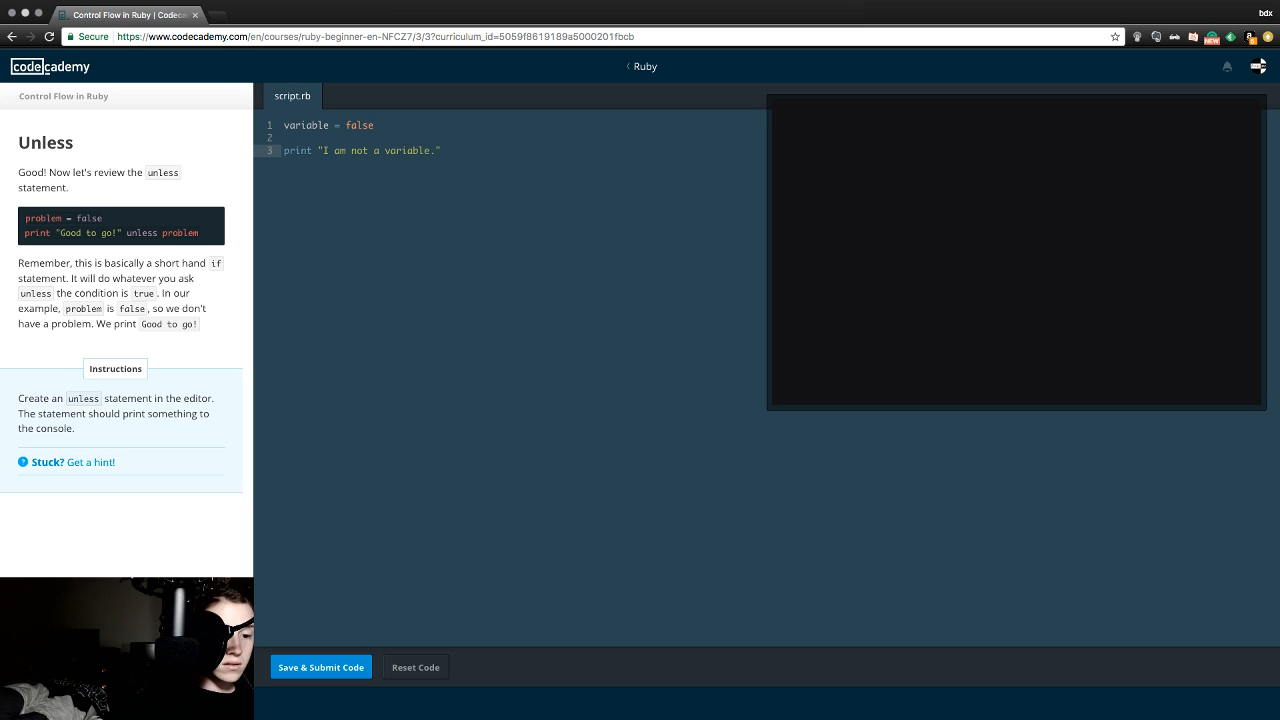 Control Flow in Ruby | Codeca
bdx
Secure
https://www.codecademy.com/en/courses/ruby-beginner-en-NFCZ7/3/3?curriculum_id=5059f8619189a5000201fbcb
NEW
codecademy
Ruby
Control Flow in Ruby
script.rb
Unless
Good! Now let's review the unless
statement.
problem = false
print "Good to go!" unless problem
Remember, this is basically a short hand if
statement. It will do whatever you ask
unless the condition is true. In our
example, problem is false, so we don't
have a problem. We print Good to go!
Instructions
Create an unless statement in the editor.
The statement should print something to
the console.
? Stuck? Get a hint!
1 variable = false
2
3 print "I am not a variable."
Save & Submit Code
Reset Code